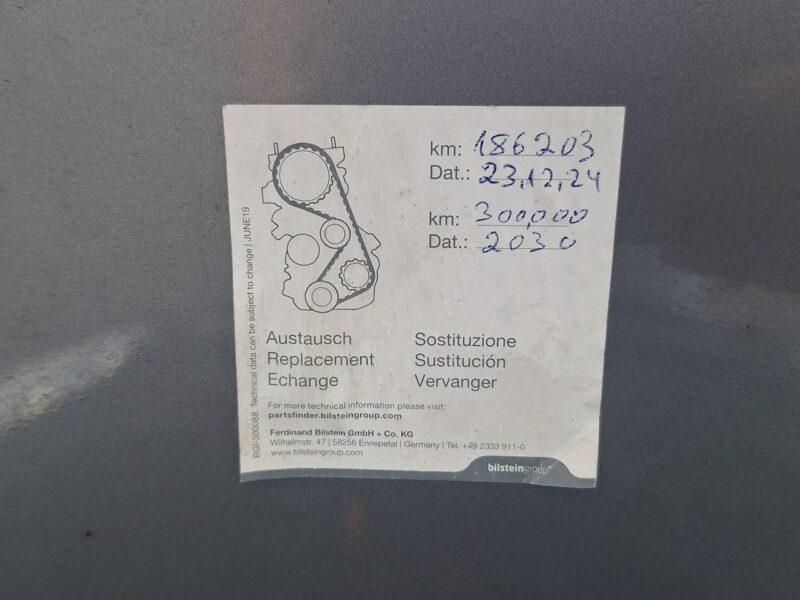 km: 186203
Dat.: 23,12,24
km: 300,000
Dat.: 2030
Austausch
Replacement
Echange
Sostituzione
Sustitución
Vervanger
For more technical information please visit:
partsfinder.bilsteingroup.com
Ferdinand Bilstein GmbH + Co. KG
Wilhelmstr. 47 | 58256 Ennepetal | Germany | Tel. +49 2333 911-0
www.bilsteingroup.com
bilsteingroup®
BGI-300088 Technical data can be subject to change | JUNE19